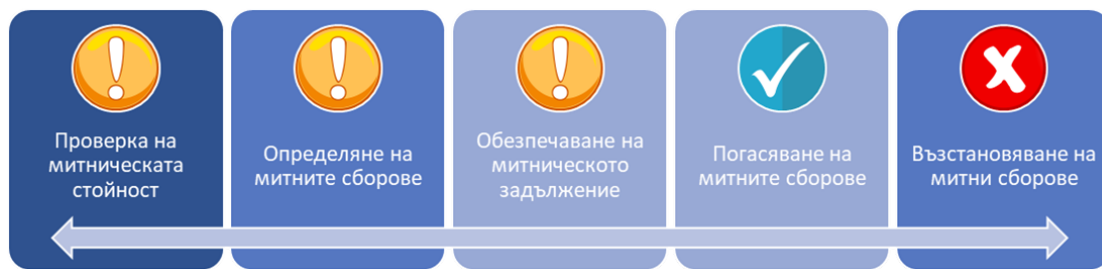 Проверка на
митническата
стойност
Определяне на
митните сборове
Обезпечаване на
митническото
задължение
Погасяване на
митните сборове
Възстановяване на
митни сборове